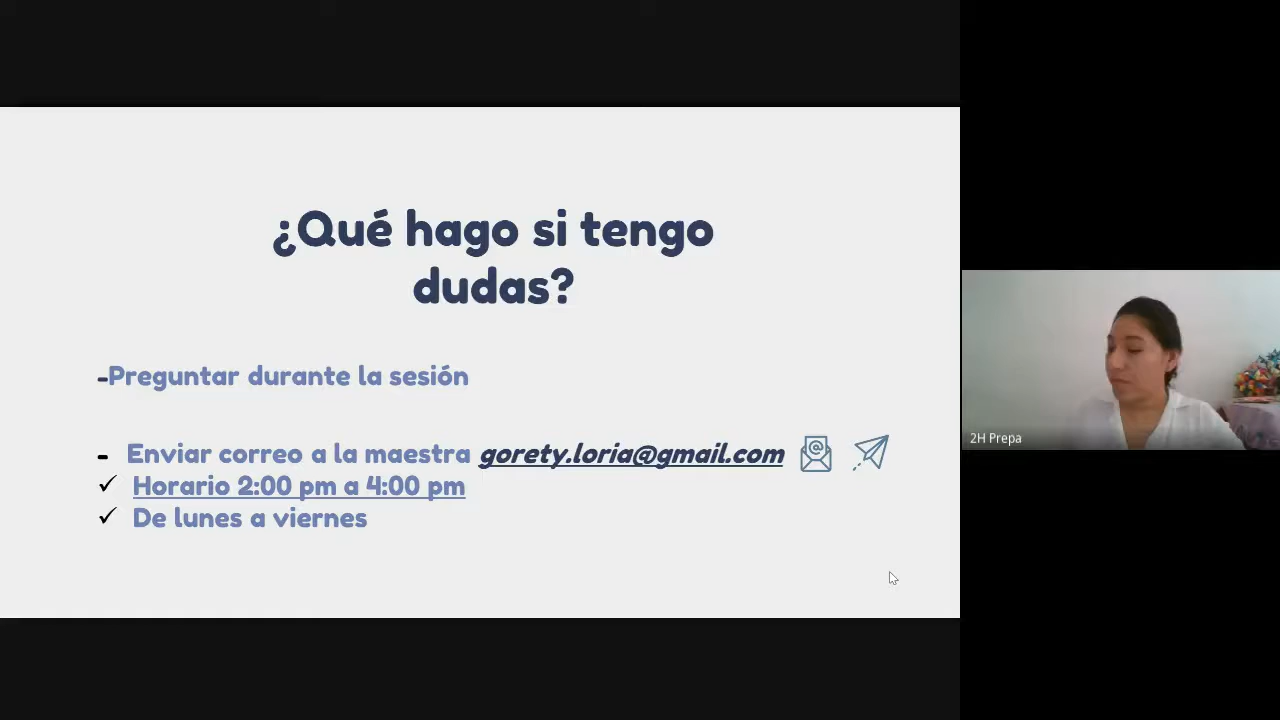 ¿Qué hago si tengo
dudas?
-Preguntar durante la sesión
- Enviar correo a la maestra gorety.loria@gmail.com
✓ Horario 2:00 pm a 4:00 pm
✓ De lunes a viernes
2H Prepa